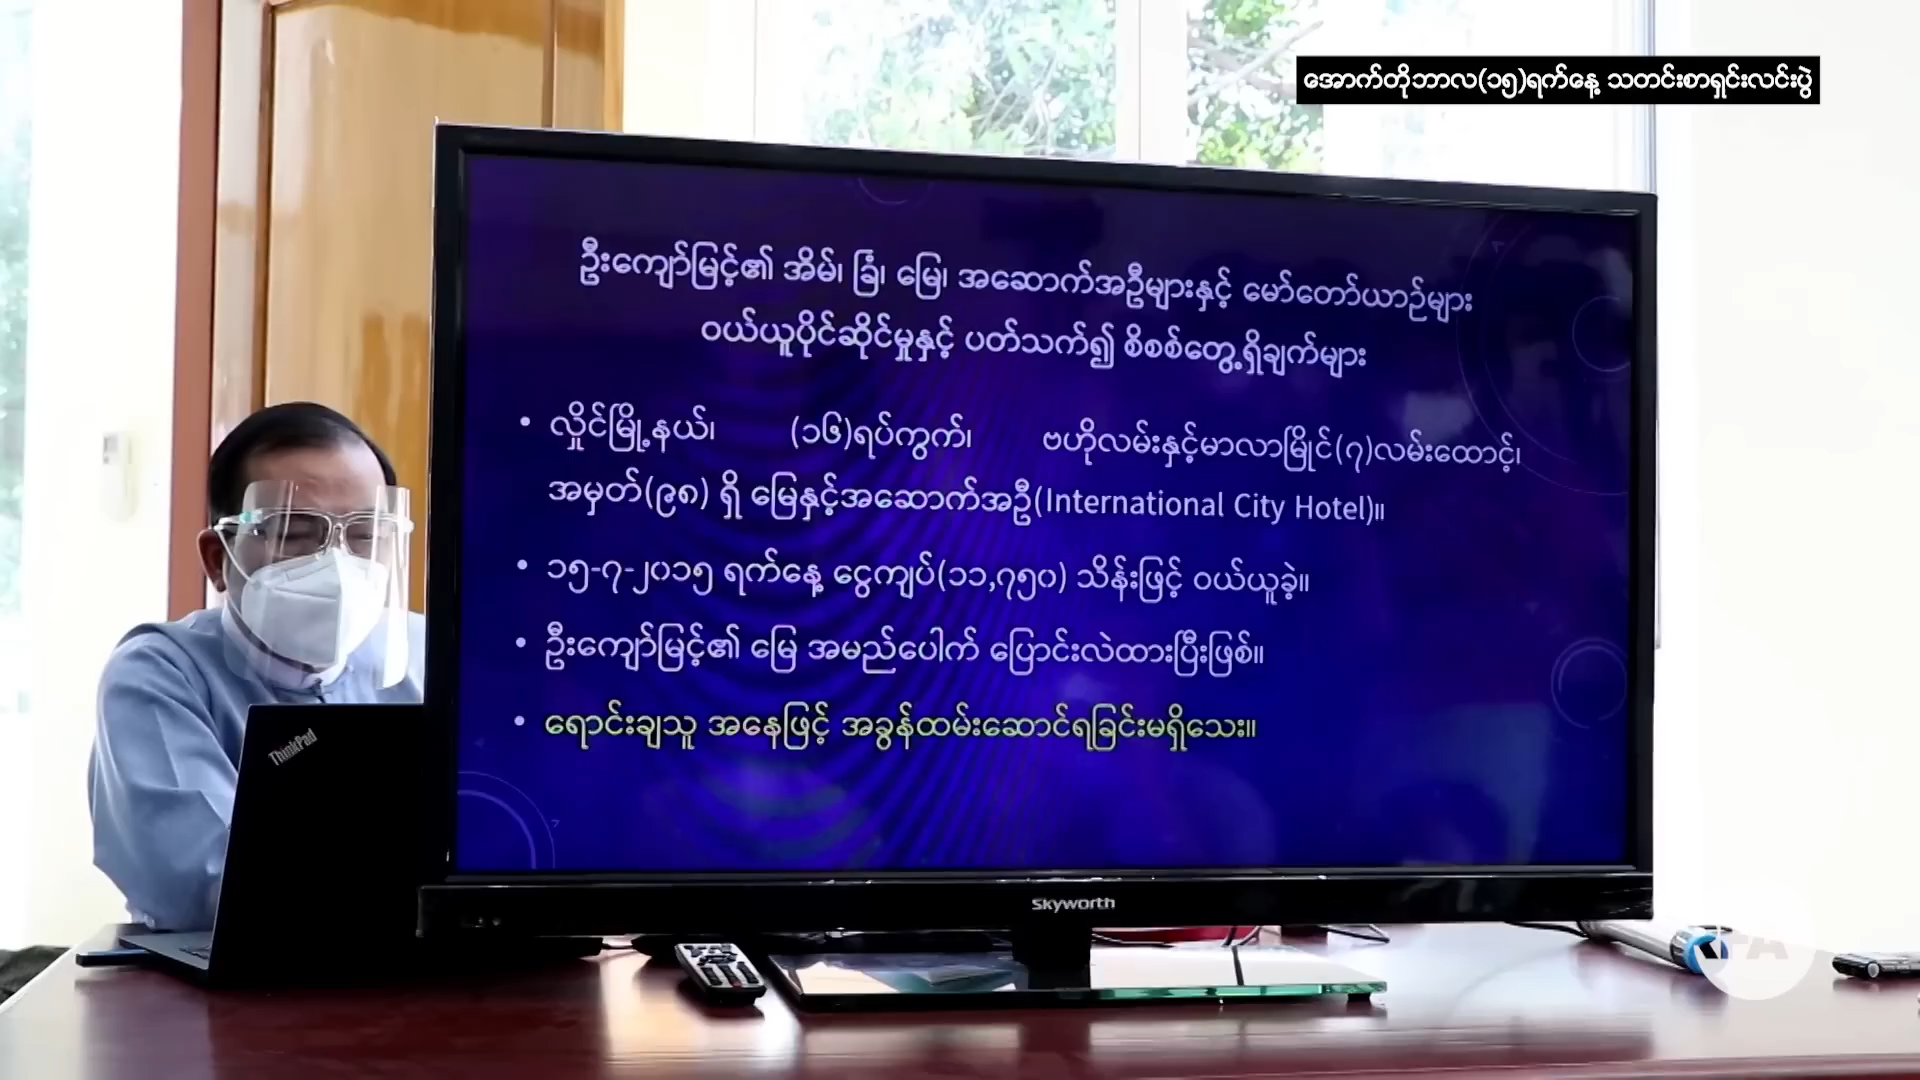 အောက်တိုဘာလ(၁၅)ရက်နေ့ သတင်းစာရှင်းလင်းပွဲ
ဦးကျော်မြင့်၏ အိမ်၊ ခြံ၊ မြေ၊ အဆောက်အဦများနှင့် မော်တော်ယာဉ်များ
ဝယ်ယူပိုင်ဆိုင်မှုနှင့် ပတ်သက်၍ စိစစ်တွေ့ရှိချက်များ
• လှိုင်မြို့နယ်၊ (၁၆)ရပ်ကွက်၊ ဗဟိုလမ်းနှင့်မာလာမြိုင်(၇)လမ်းထောင့်၊
အမှတ်(၉၈) ရှိ မြေနှင့်အဆောက်အဦ(International City Hotel)။
• ၁၅-၇-၂၀၁၅ ရက်နေ့ ငွေကျပ်(၁၁,၇၅၀) သိန်းဖြင့် ဝယ်ယူခဲ့။
• ဦးကျော်မြင့်၏ မြေ အမည်ပေါက် ပြောင်းလဲထားပြီးဖြစ်။
• ရောင်းချသူ အနေဖြင့် အခွန်ထမ်းဆောင်ရခြင်းမရှိသေး။
ThinkPad
Skyworth
RFA